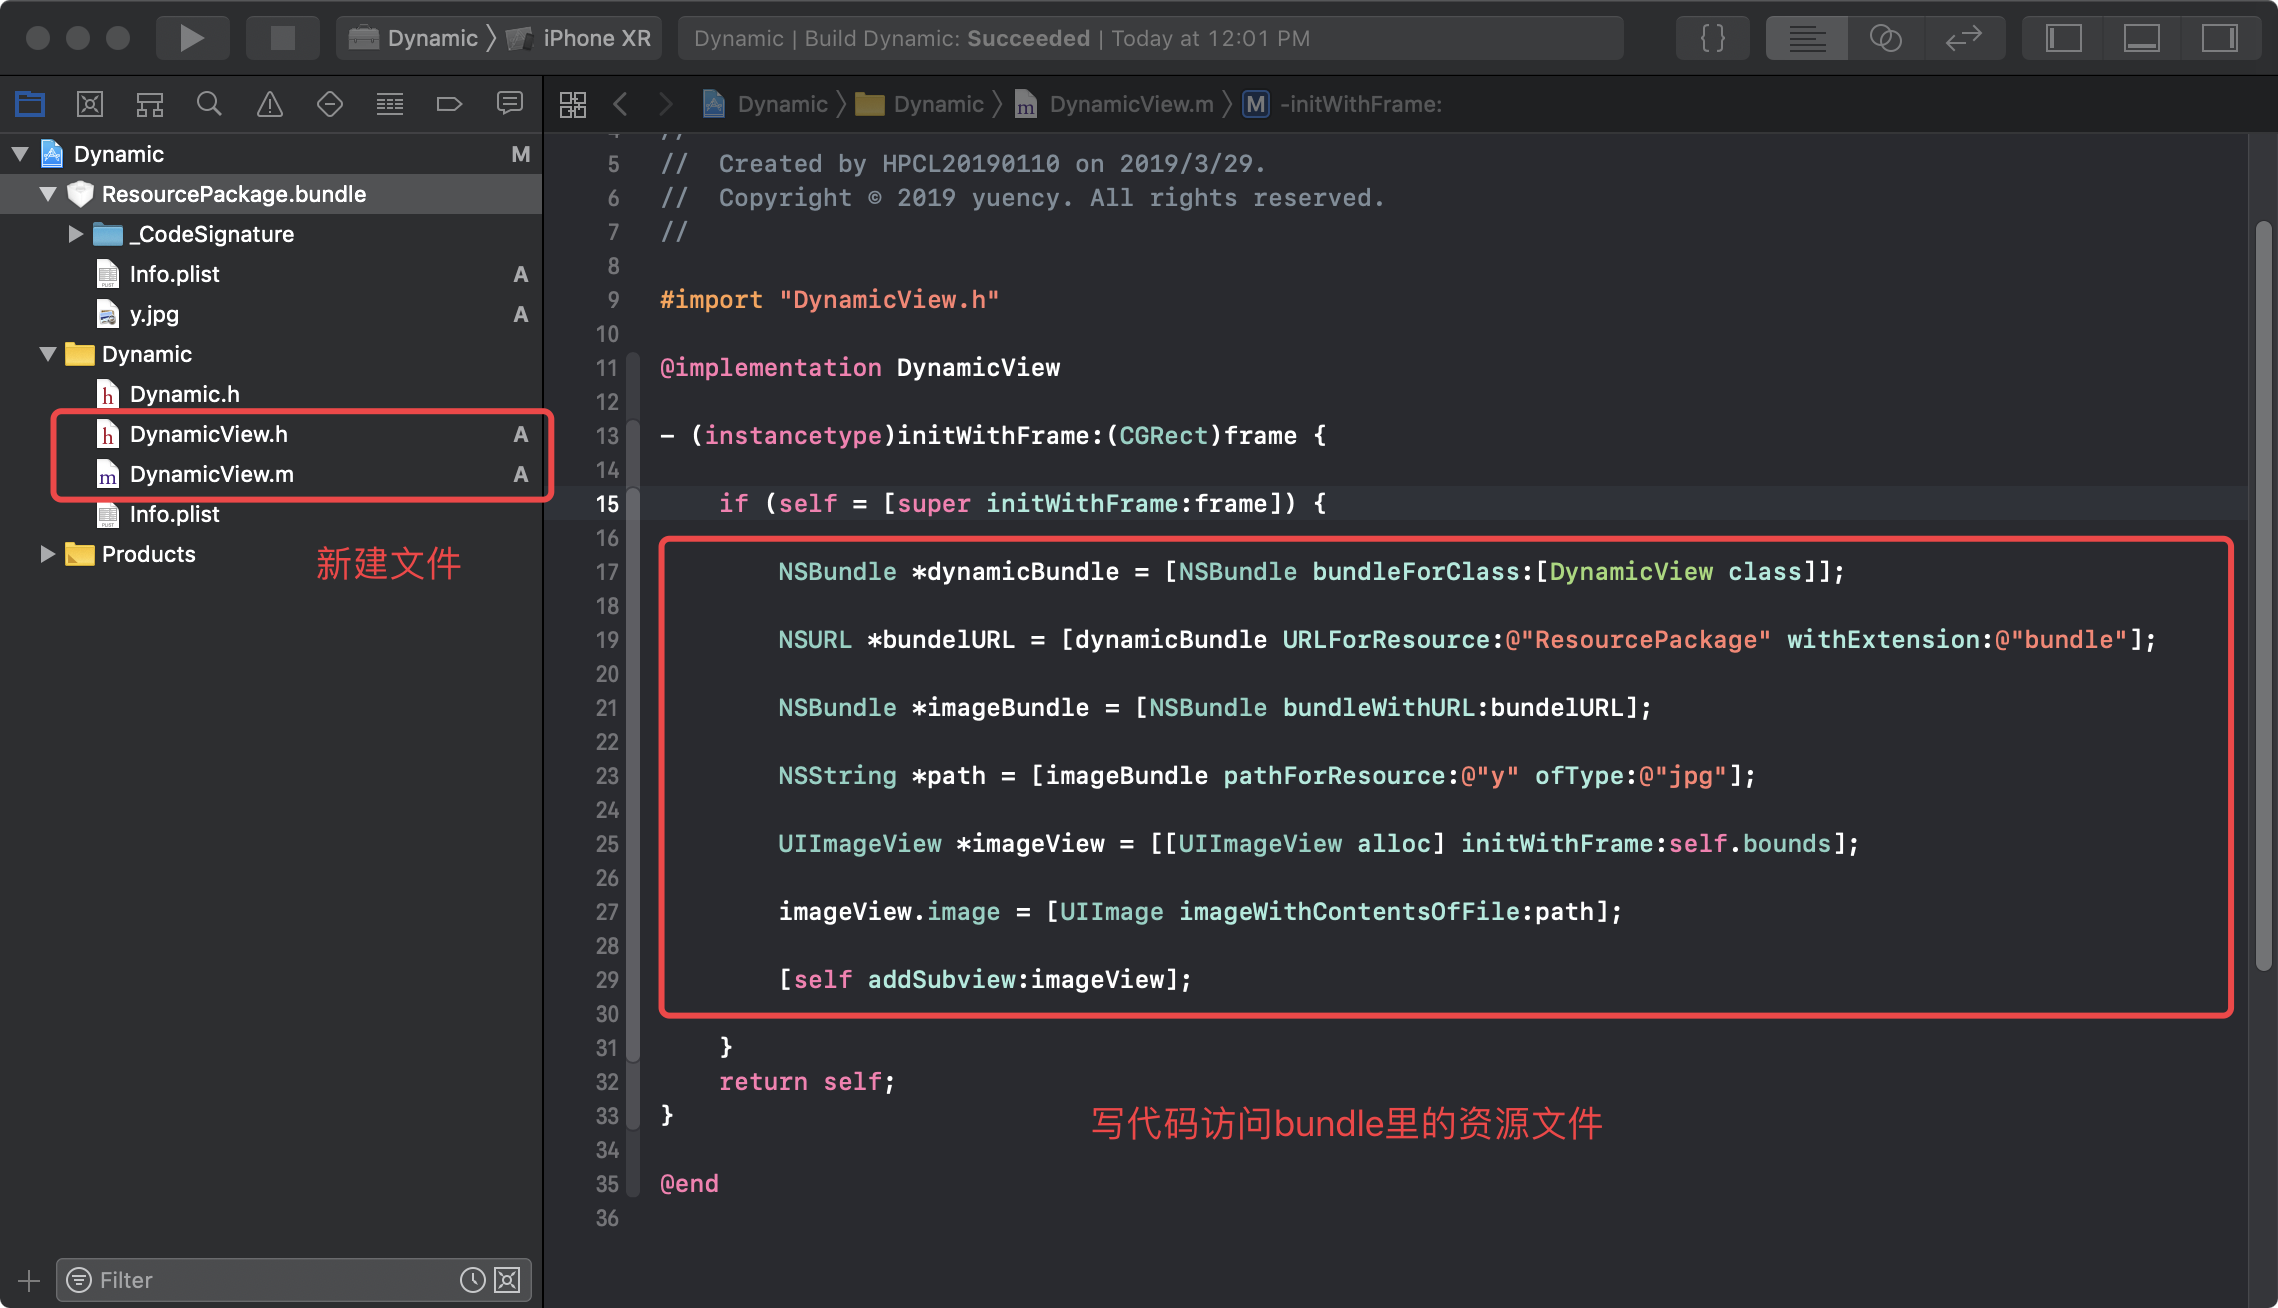 Dynamic 〉 iPhone XR
Dynamic | Build Dynamic: Succeeded | Today at 12:01 PM
{ }
Dynamic 〉 Dynamic 〉 DynamicView.m 〉 M -initWithFrame:
Dynamic M
ResourcePackage.bundle
_CodeSignature
Info.plist A
y.jpg A
Dynamic
h Dynamic.h
h DynamicView.h A
m DynamicView.m A
Info.plist
Products
新建文件
Filter
4 //
5 //  Created by HPCL20190110 on 2019/3/29.
6 //  Copyright © 2019 yuency. All rights reserved.
7 //
8
9 #import "DynamicView.h"
10
11 @implementation DynamicView
12
13 - (instancetype)initWithFrame:(CGRect)frame {
14
15     if (self = [super initWithFrame:frame]) {
16
17         NSBundle *dynamicBundle = [NSBundle bundleForClass:[DynamicView class]];
18
19         NSURL *bundelURL = [dynamicBundle URLForResource:@"ResourcePackage" withExtension:@"bundle"];
20
21         NSBundle *imageBundle = [NSBundle bundleWithURL:bundelURL];
22
23         NSString *path = [imageBundle pathForResource:@"y" ofType:@"jpg"];
24
25         UIImageView *imageView = [[UIImageView alloc] initWithFrame:self.bounds];
26
27         imageView.image = [UIImage imageWithContentsOfFile:path];
28
29         [self addSubview:imageView];
30
31     }
32     return self;
33 }
写代码访问bundle里的资源文件
34
35 @end
36